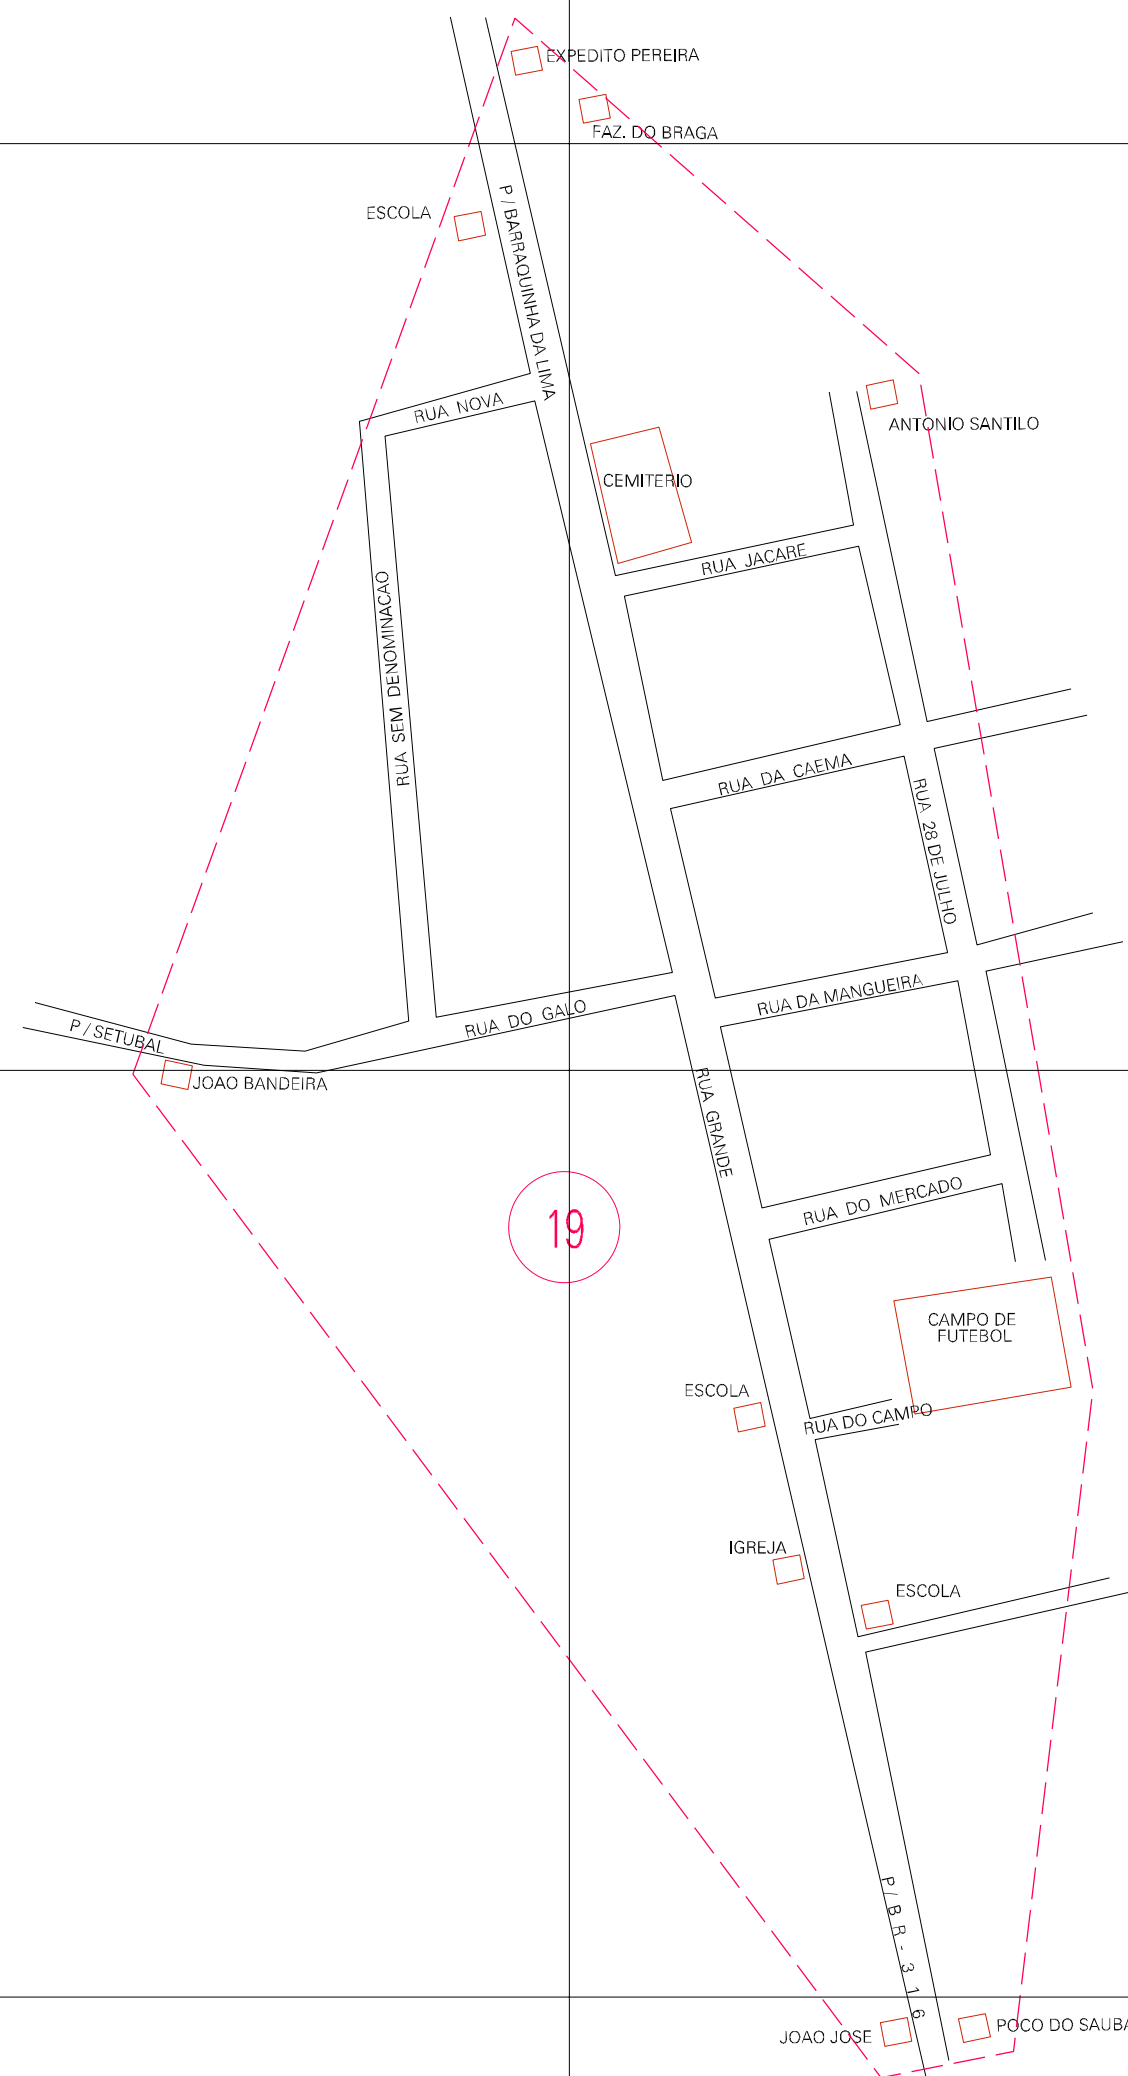 EXPEDITO PEREIRA
FAZ. DO BRAGA
ESCOLA
P / BARRAQUINHA DA LIMA
RUA NOVA
ANTONIO SANTILO
CEMITERIO
RUA JACARE
RUA SEM DENOMINACAO
RUA DA CAEMA
RUA 28 DE JULHO
RUA DA MANGUEIRA
RUA DO GALO
P / SETUBAL
JOAO BANDEIRA
RUA GRANDE
RUA DO MERCADO
19
CAMPO DE
FUTEBOL
ESCOLA
RUA DO CAMPO
IGREJA
ESCOLA
P / B R - 3 1 6
JOAO JOSE
POCO DO SAUBA